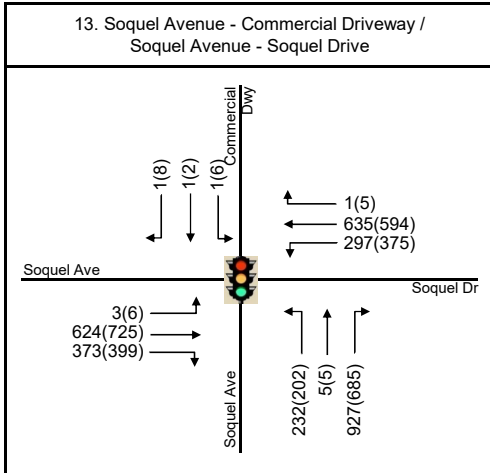 13. Soquel Avenue - Commercial Driveway /
Soquel Avenue - Soquel Drive
Commercial
Dwy
1(8)
1(2)
1(6)
1(5)
635(594)
297(375)
Soquel Ave
Soquel Dr
3(6)
624(725)
373(399)
Soquel Ave
232(202)
5(5)
927(685)